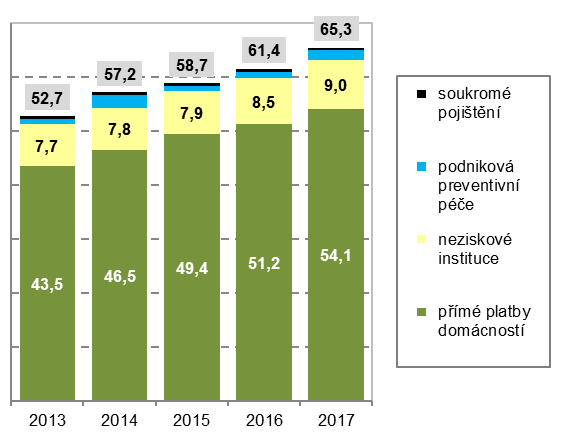 52,7
57,2
58,7
61,4
65,3
7,7
7,8
7,9
8,5
9,0
43,5
46,5
49,4
51,2
54,1
2013
2014
2015
2016
2017
soukromé
pojištění
podniková
preventivní
péče
neziskové
instituce
přímé platby
domácností